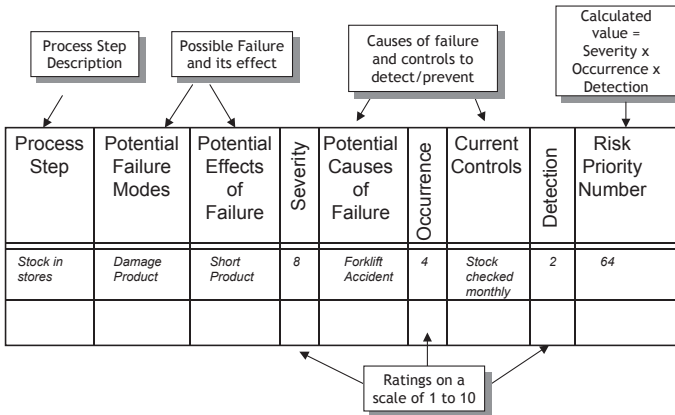 Process Step
Description
Possible Failure
and its effect
Causes of failure
and controls to
detect/prevent
Calculated
value =
Severity x
Occurrence x
Detection
Process
Step
Potential
Failure
Modes
Potential
Effects
of
Failure
Severity
Potential
Causes
of
Failure
Occurrence
Current
Controls
Detection
Risk
Priority
Number
Stock in
stores
Damage
Product
Short
Product
8
Forklift
Accident
4
Stock
checked
monthly
2
64
Ratings on a
scale of 1 to 10